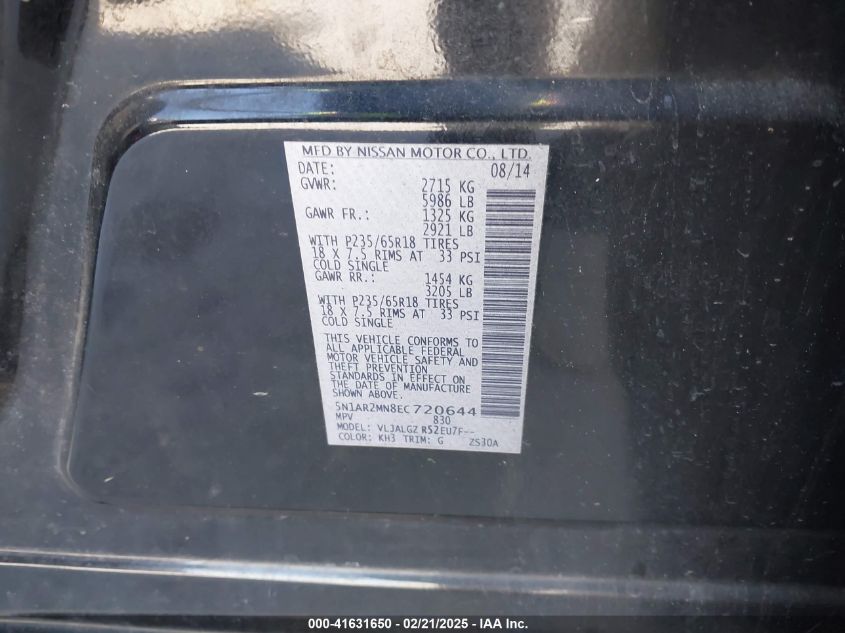 MFD BY NISSAN MOTOR CO., LTD.
DATE: 08/14
GVWR: 2715 KG
5986 LB
GAWR FR.: 1325 KG
2921 LB
WITH P235/65R18 TIRES
18 X 7.5 RIMS AT 33 PSI
COLD SINGLE
GAWR RR.: 1454 KG
3205 LB
WITH P235/65R18 TIRES
18 X 7.5 RIMS AT 33 PSI
COLD SINGLE
THIS VEHICLE CONFORMS TO
ALL APPLICABLE FEDERAL
MOTOR VEHICLE SAFETY AND
THEFT PREVENTION
STANDARDS IN EFFECT ON
THE DATE OF MANUFACTURE
SHOWN ABOVE.
5N1AR2MN8EC720644
MPV 830
MODEL: VLJALGZ R52EU7F--
COLOR: KH3 TRIM: G ZS30A
000-41631650 / 02/21/2025 - IAA Inc.